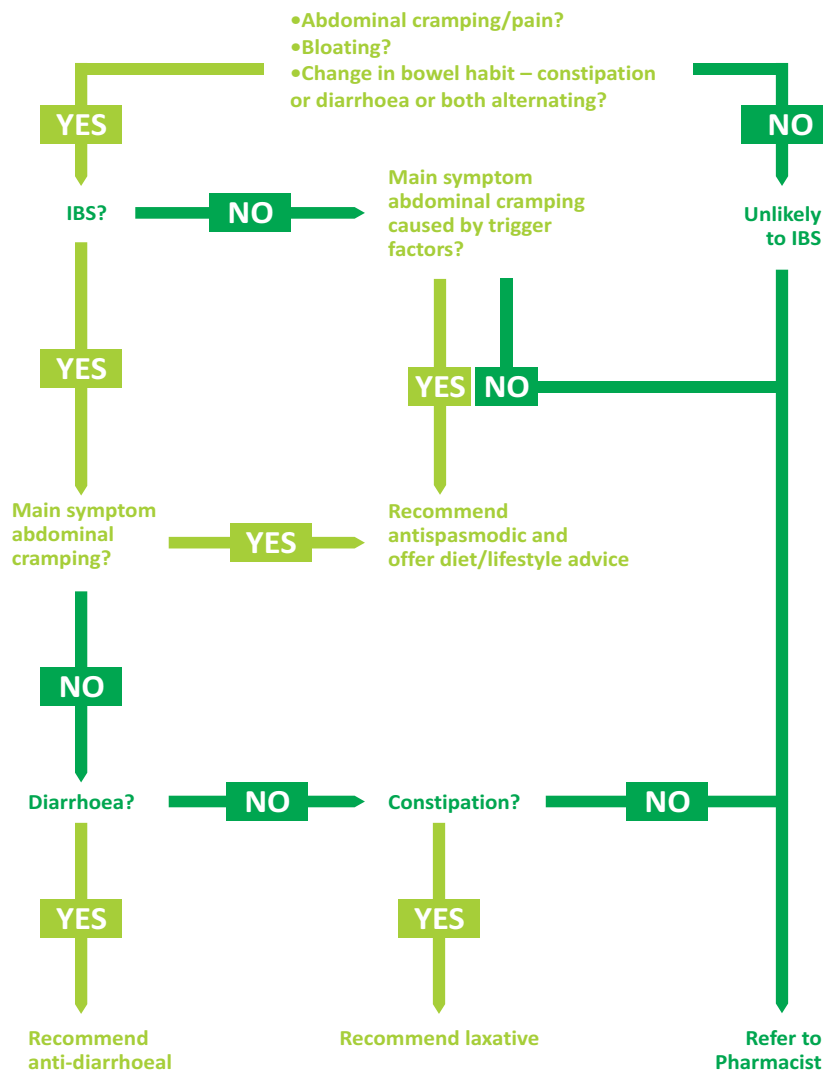 •Abdominal cramping/pain?
•Bloating?
•Change in bowel habit – constipation
or diarrhoea or both alternating?
YES
NO
IBS?
NO
Main symptom
abdominal cramping
caused by trigger
factors?
Unlikely
to IBS
YES
YES
NO
Main symptom
abdominal
cramping?
YES
Recommend
antispasmodic and
offer diet/lifestyle advice
NO
Diarrhoea?
NO
Constipation?
NO
YES
YES
Recommend
anti-diarrhoeal
Recommend laxative
Refer to
Pharmacist